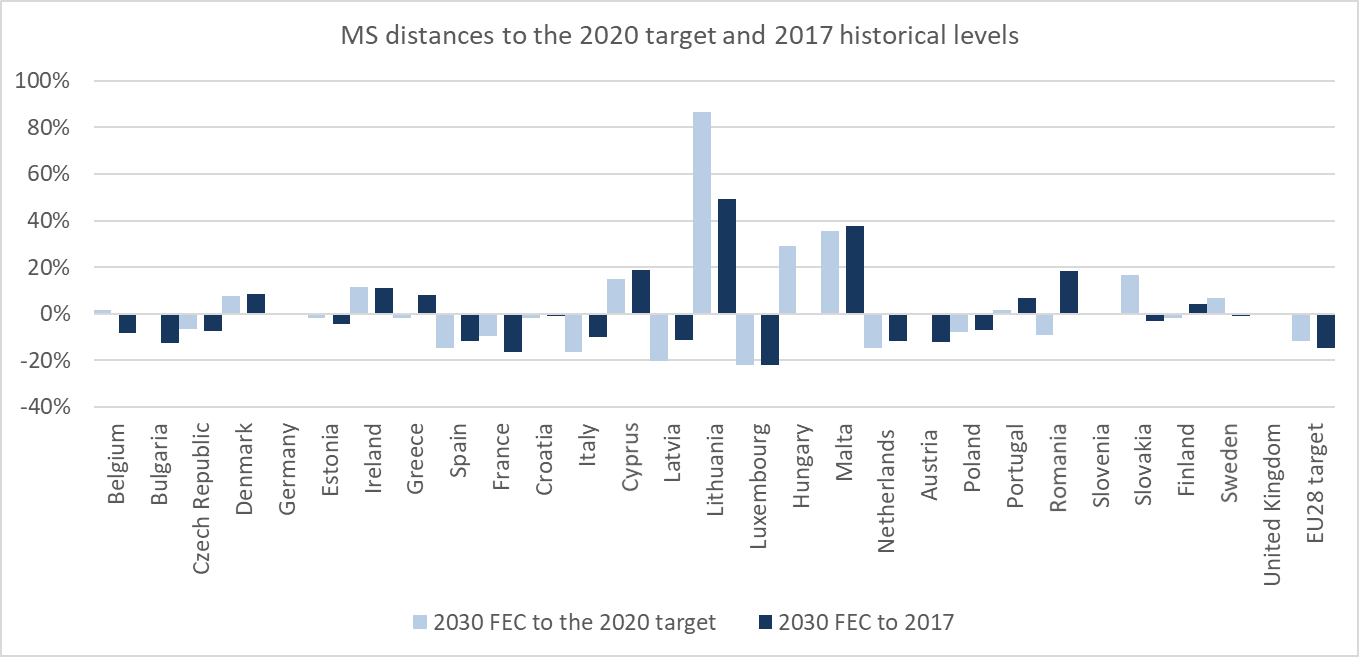 MS distances to the 2020 target and 2017 historical levels
100%
80%
60%
40%
20%
0%
-20%
-40%
Belgium
Bulgaria
Czech Republic
Denmark
Germany
Estonia
Ireland
Greece
Spain
France
Croatia
Italy
Cyprus
Latvia
Lithuania
Luxembourg
Hungary
Malta
Netherlands
Austria
Poland
Portugal
Romania
Slovenia
Slovakia
Finland
Sweden
United Kingdom
EU28 target
2030 FEC to the 2020 target
2030 FEC to 2017